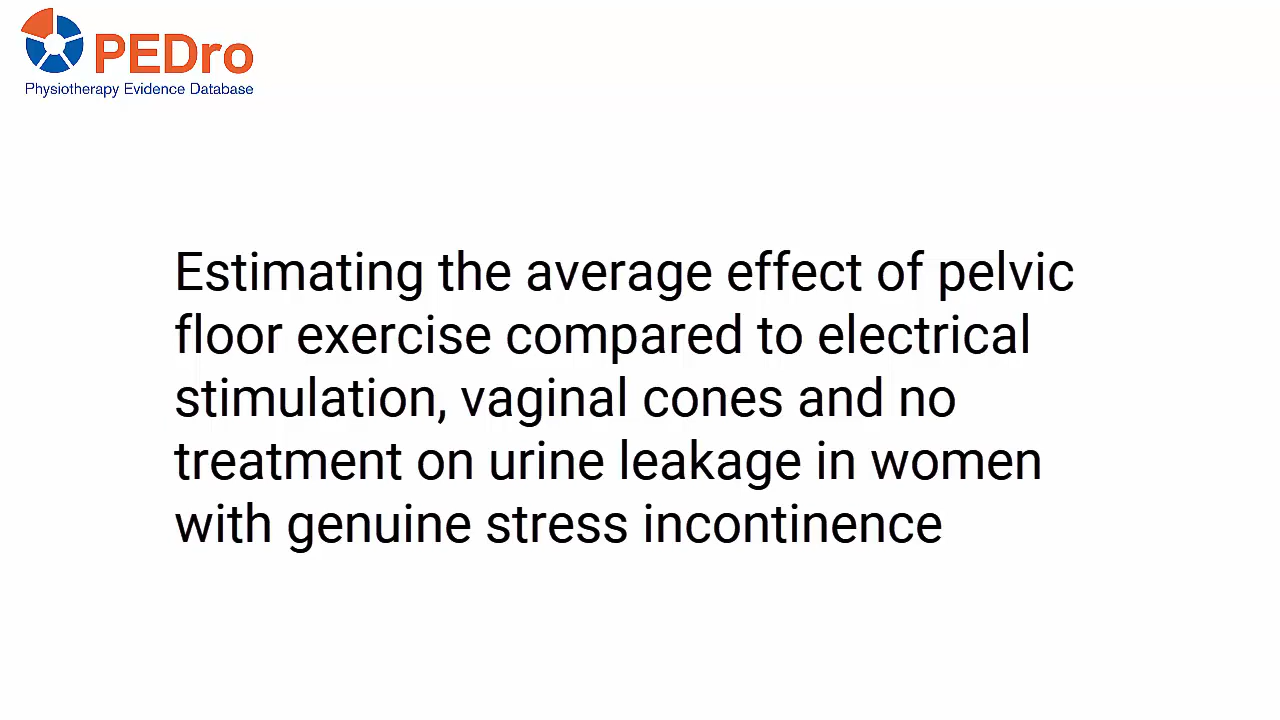 PEDro
Physiotherapy Evidence Database
Estimating the average effect of pelvic
floor exercise compared to electrical
stimulation, vaginal cones and no
treatment on urine leakage in women
with genuine stress incontinence